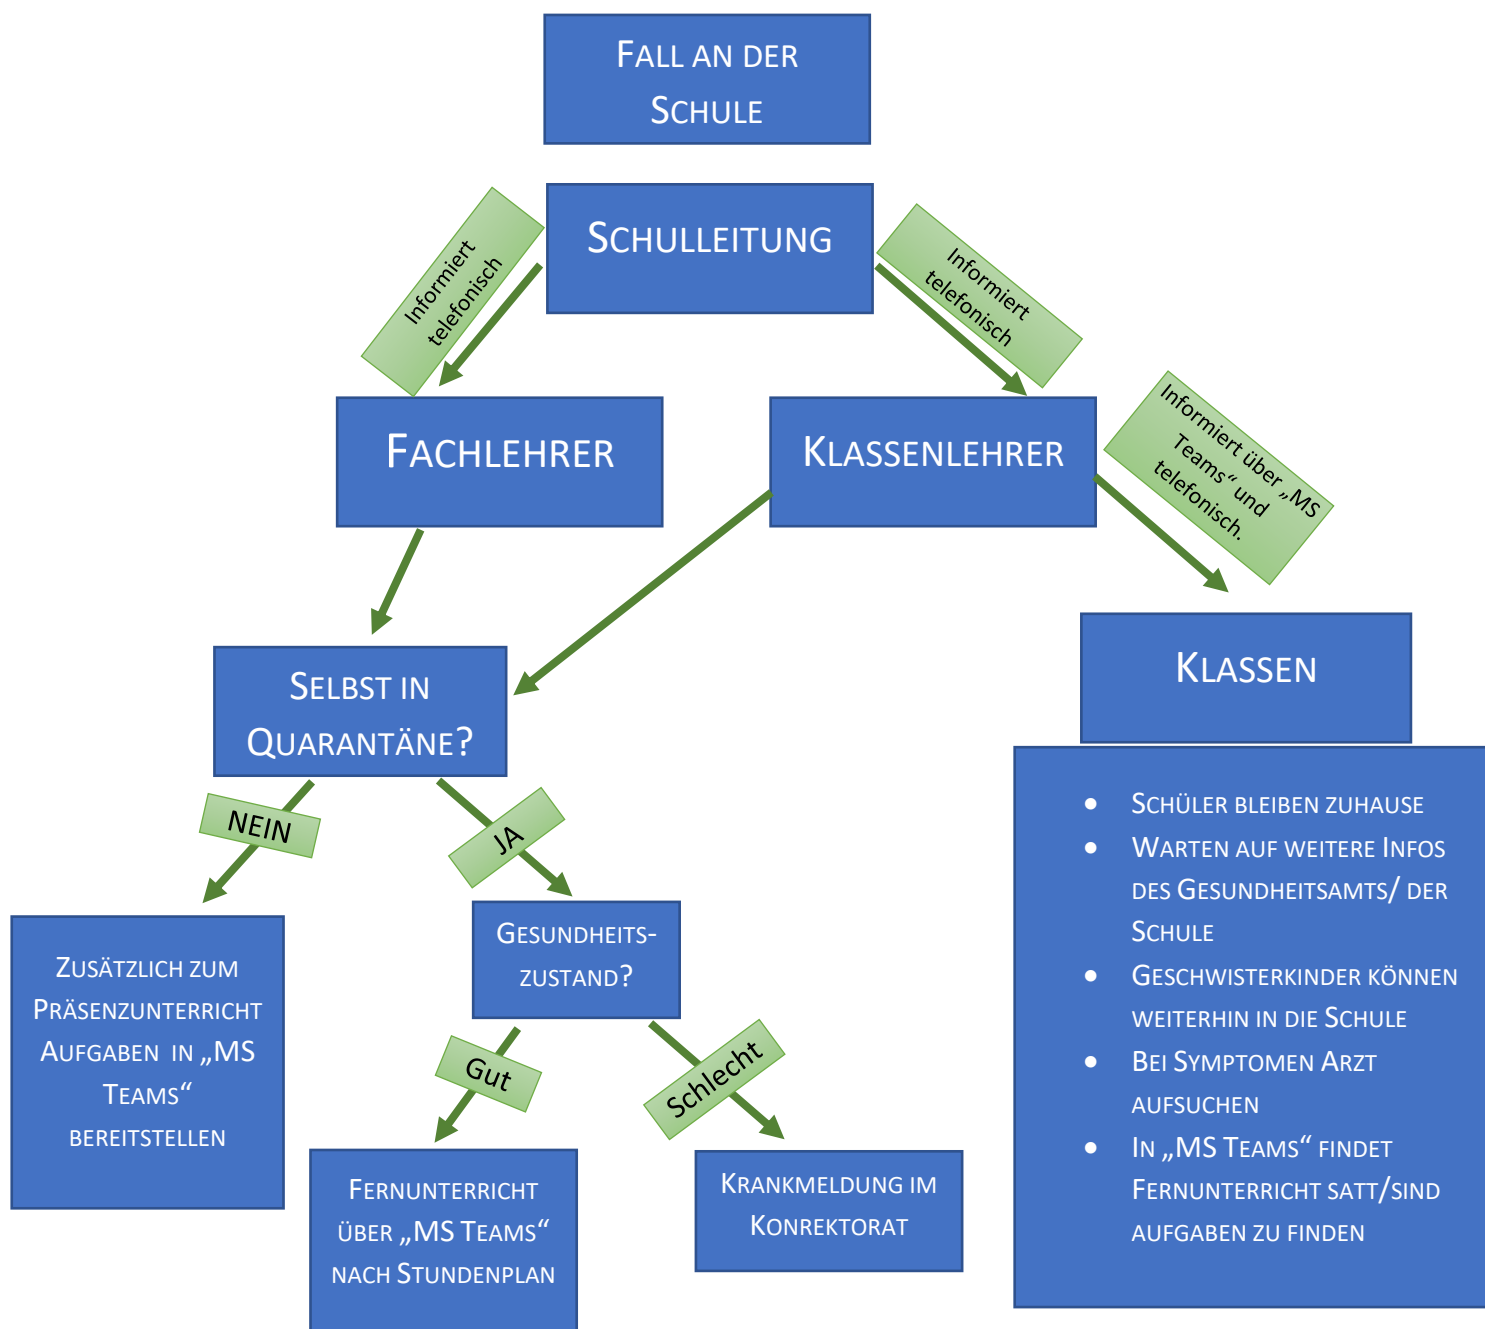 Fall an der
Schule
Schulleitung
Informiert
telefonisch
Informiert
telefonisch
Fachlehrer
Klassenlehrer
Informiert über „MS
Teams“ und
telefonisch.
Selbst in
Quarantäne?
Klassen
NEIN
JA
Zusätzlich zum
Präsenzunterricht
Aufgaben in „MS
Teams“
bereitstellen
Gesundheits-
zustand?
Gut
Schlecht
Fernunterricht
über „MS Teams“
nach Stundenplan
Krankmeldung im
Konrektorat
• Schüler bleiben zuhause
• Warten auf weitere Infos
des Gesundheitsamts/ der
Schule
• Geschwisterkinder können
weiterhin in die Schule
• Bei Symptomen Arzt
aufsuchen
• In „MS Teams“ findet
Fernunterricht satt/sind
aufgaben zu finden